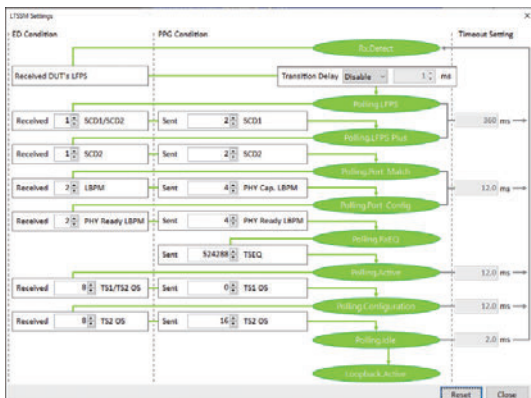 LTSSM Settings
ED Condition PPG Condition Timeout Setting
Rx.Detect
Received DUT's LFPS Transition Delay Disable 1 ms
Polling.LFPS
Received 1 SCD1/SCD2 Sent 2 SCD1 360 ms
Polling.LFPS Plus
Received 1 SCD2 Sent 2 SCD2
Polling.Port Match
Received 2 LBPM Sent 4 PHY Cap. LBPM 12.0 ms
Polling.Port Config
Received 2 PHY Ready LBPM Sent 4 PHY Ready LBPM
Polling.RxEQ
Sent 524288 TSEQ
Polling.Active 12.0 ms
Received 8 TS1/TS2 OS Sent 0 TS1 OS
Polling.Configuration 12.0 ms
Received 8 TS2 OS Sent 16 TS2 OS
Polling.Idle 2.0 ms
Loopback.Active
Reset Close